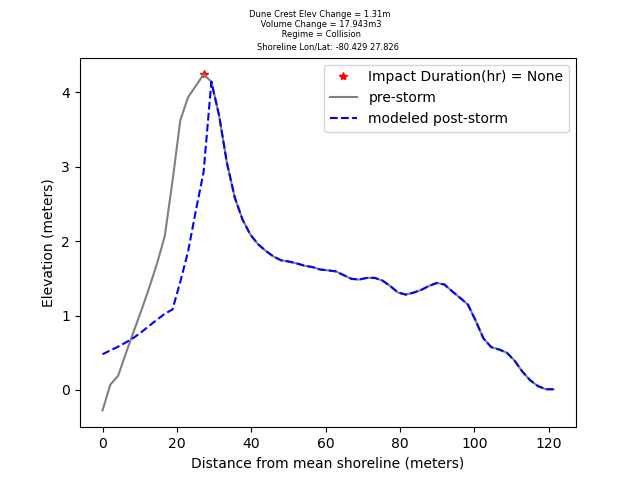 Dune Crest Elev Change = 1.31m
Volume Change = 17.943m3
Regime = Collision
Shoreline Lon/Lat: -80.429 27.826
Impact Duration(hr) = None
pre-storm
modeled post-storm
Elevation (meters)
4
3
2
1
0
0 20 40 60 80 100 120
Distance from mean shoreline (meters)